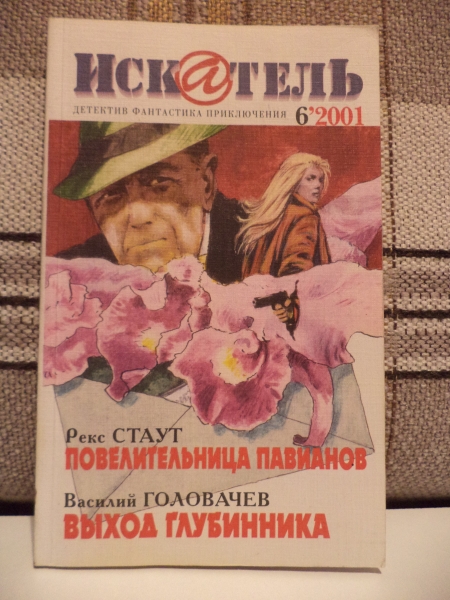 ИСК@ТЕЛЬ
ДЕТЕКТИВ ФАНТАСТИКА ПРИКЛЮЧЕНИЯ 6'2001
Рекс СТАУТ
ПОВЕЛИТЕЛЬНИЦА ПАВИАНОВ
Василий ГОЛОВАЧЕВ
ВЫХОД ГЛУБИННИКА